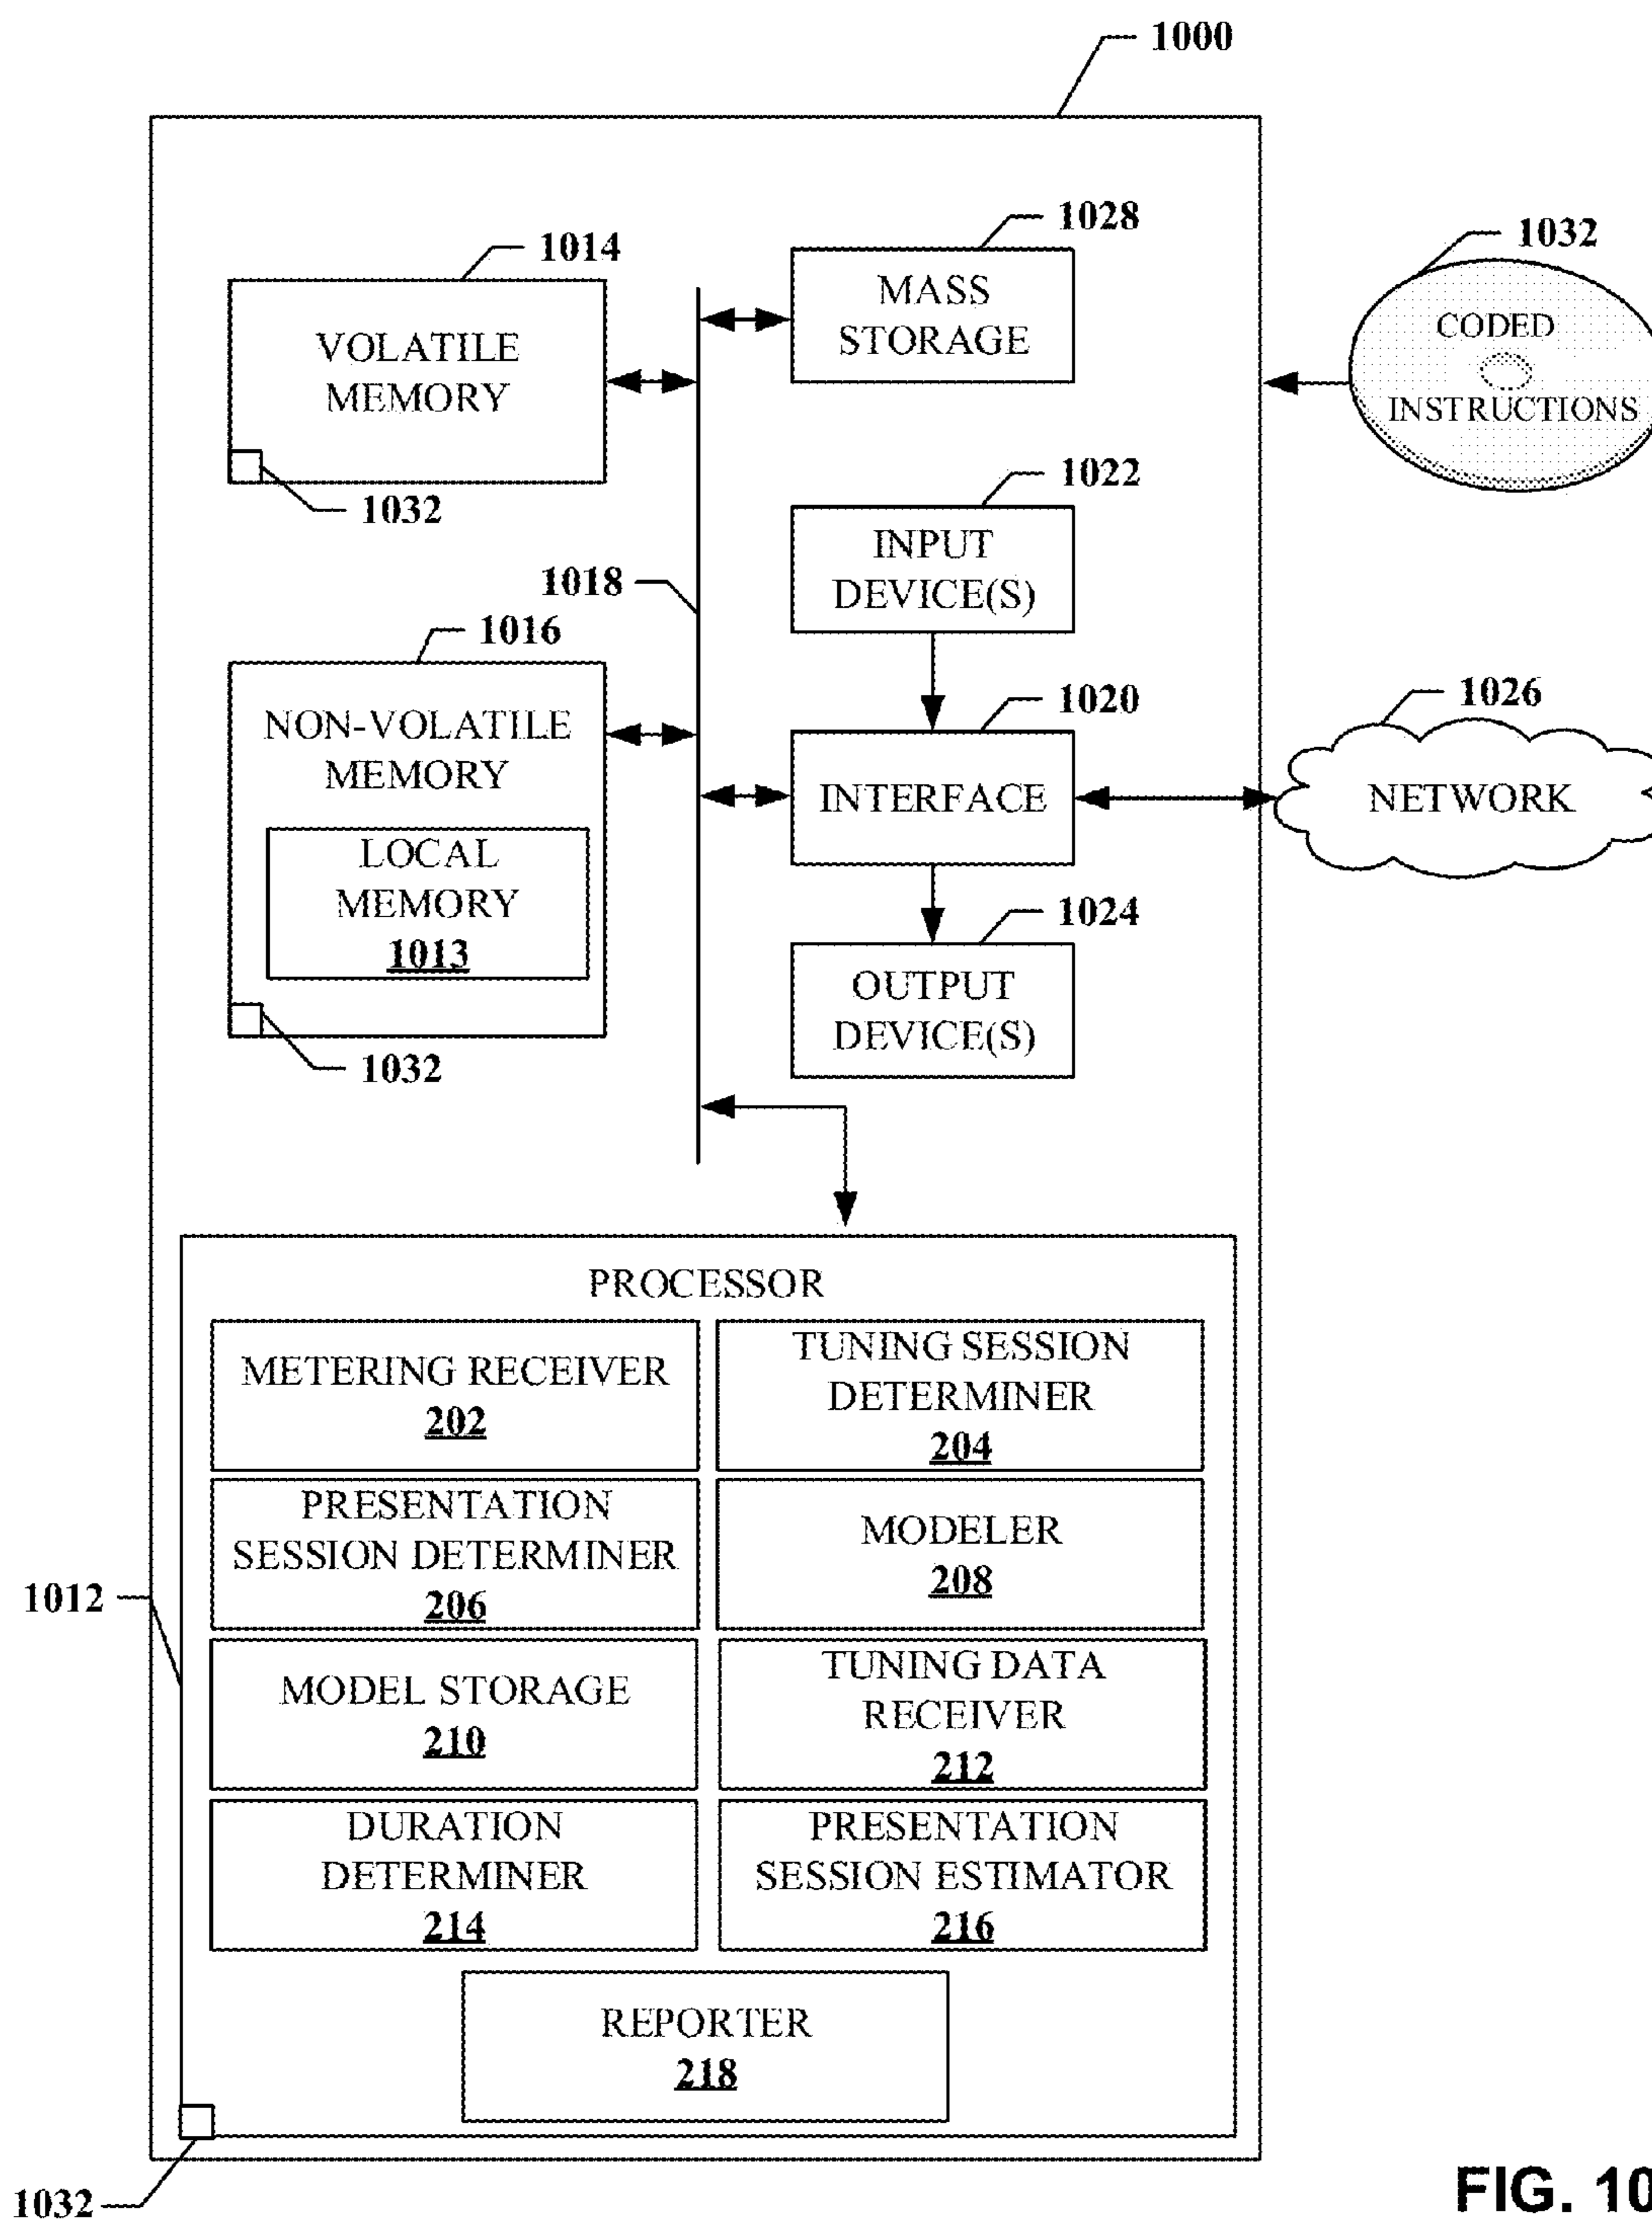 1000
1028
1014
1032
MASS
STORAGE
VOLATILE
MEMORY
CODED
INSTRUCTIONS
1032
1022
INPUT
DEVICE(S)
1018
1016
NON-VOLATILE
MEMORY
LOCAL
MEMORY
1013
1032
1020
INTERFACE
1026
NETWORK
1024
OUTPUT
DEVICE(S)
PROCESSOR
METERING RECEIVER
202
TUNING SESSION
DETERMINER
204
PRESENTATION
SESSION DETERMINER
206
MODELER
208
1012
MODEL STORAGE
210
TUNING DATA
RECEIVER
212
DURATION
DETERMINER
214
PRESENTATION
SESSION ESTIMATOR
216
REPORTER
218
1032
FIG. 10